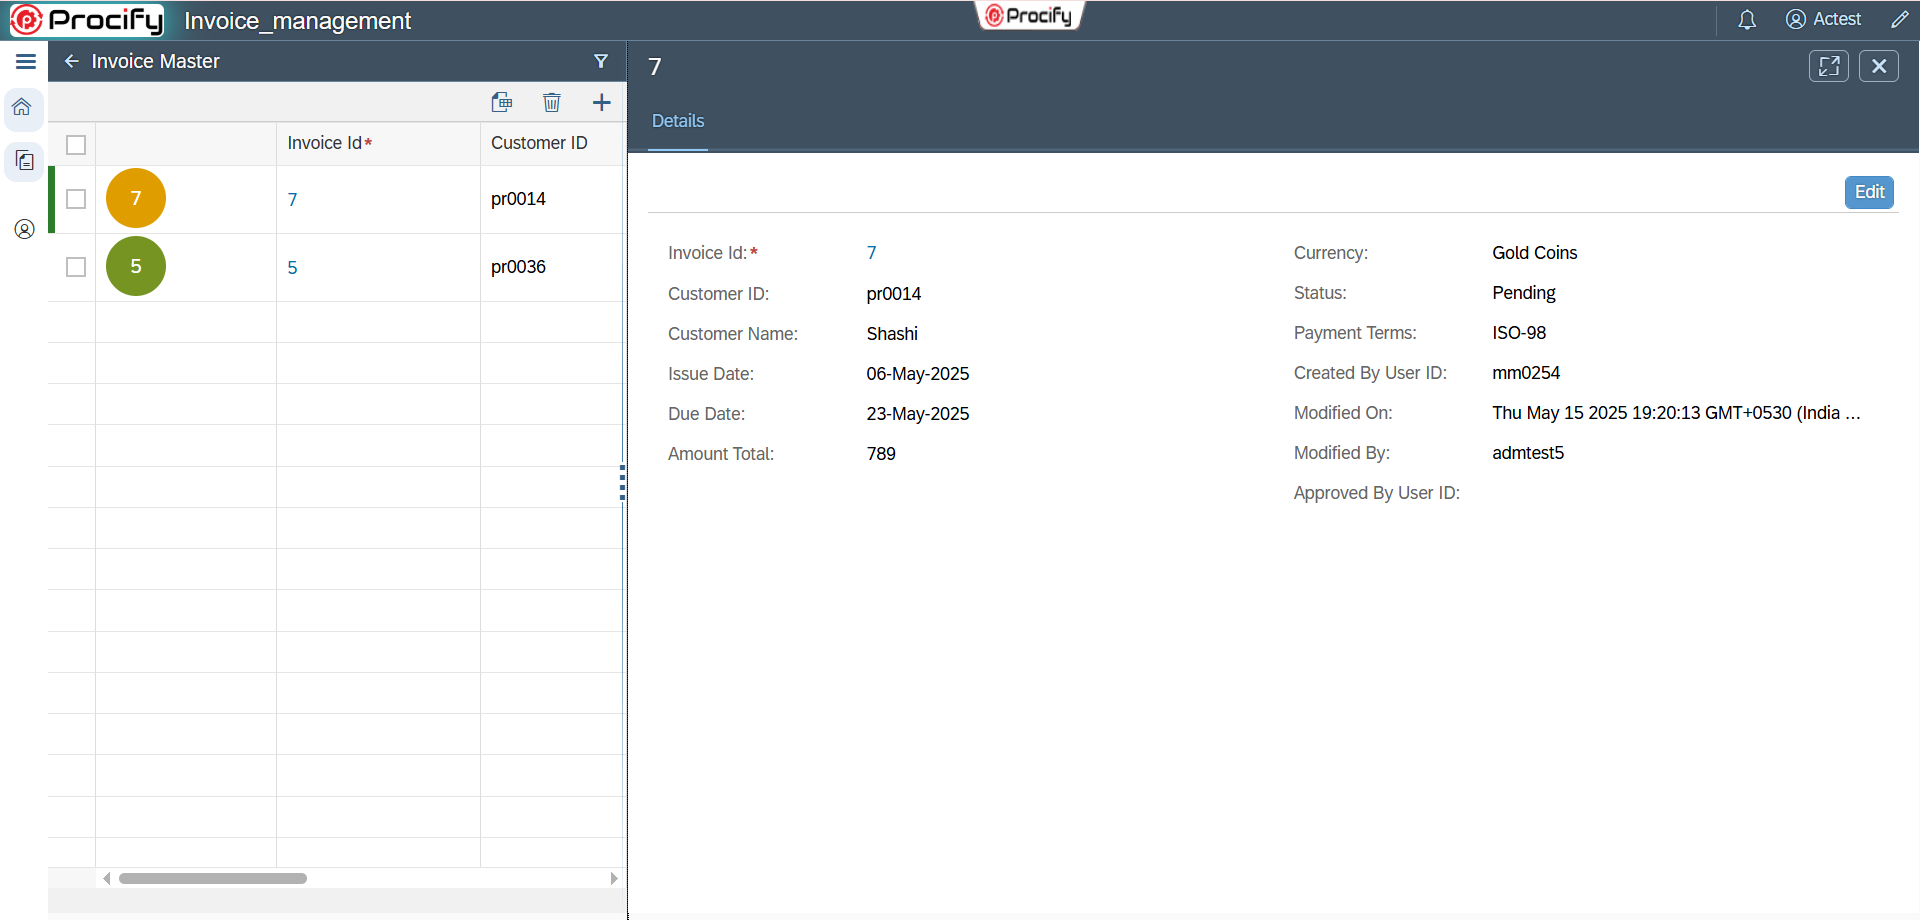 Procify
Invoice_management
Procify
Actest
Invoice Master
Invoice Id*
Customer ID
7
7
pr0014
5
5
pr0036
7
Details
Edit
Invoice Id:*
7
Customer ID:
pr0014
Customer Name:
Shashi
Issue Date:
06-May-2025
Due Date:
23-May-2025
Amount Total:
789
Currency:
Gold Coins
Status:
Pending
Payment Terms:
ISO-98
Created By User ID:
mm0254
Modified On:
Thu May 15 2025 19:20:13 GMT+0530 (India ...
Modified By:
admtest5
Approved By User ID: